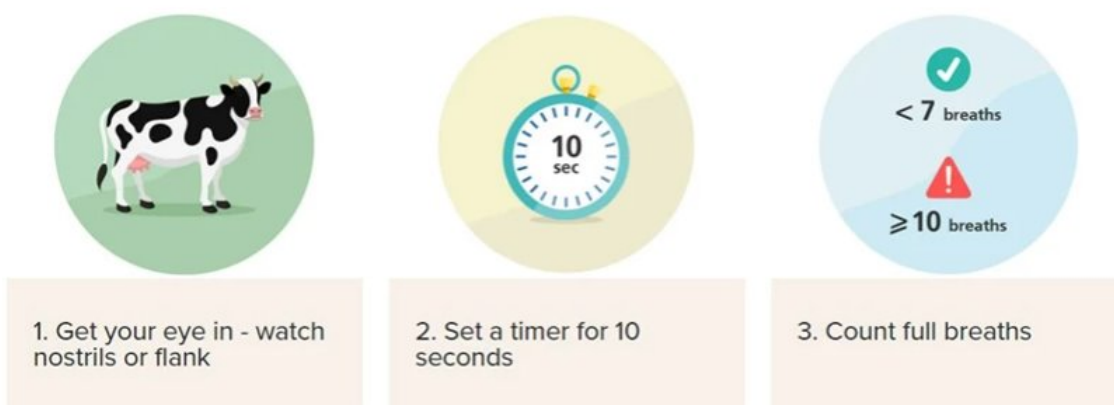 10
sec
< 7 breaths
⩾10 breaths
1. Get your eye in - watch
nostrils or flank
2. Set a timer for 10
seconds
3. Count full breaths